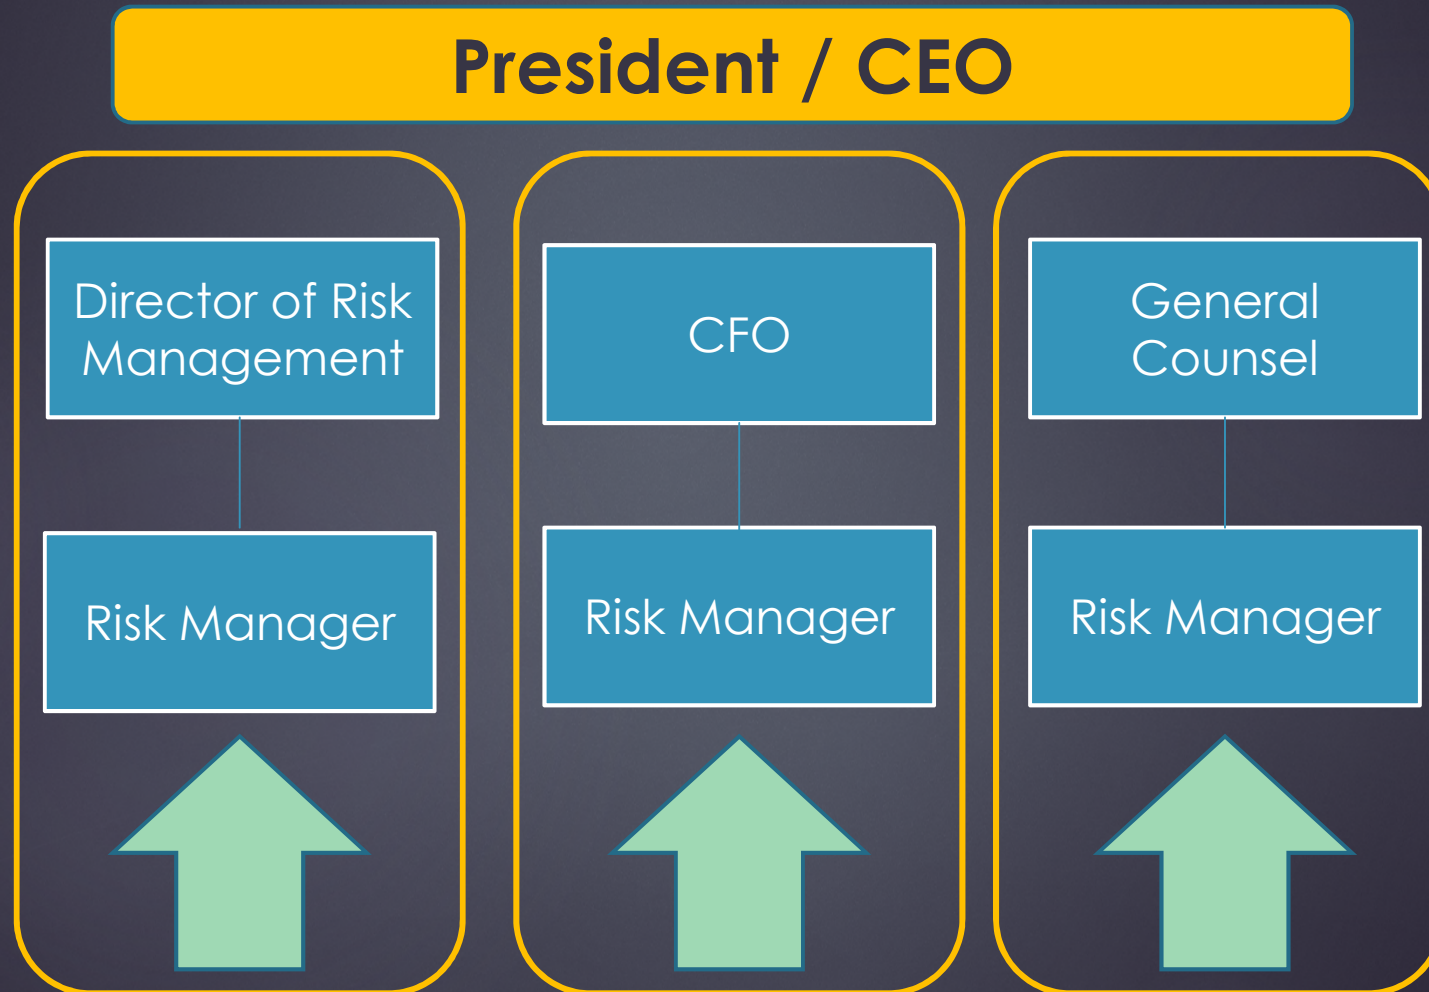 President / CEO
Director of Risk
Management
CFO
General
Counsel
Risk Manager
Risk Manager
Risk Manager